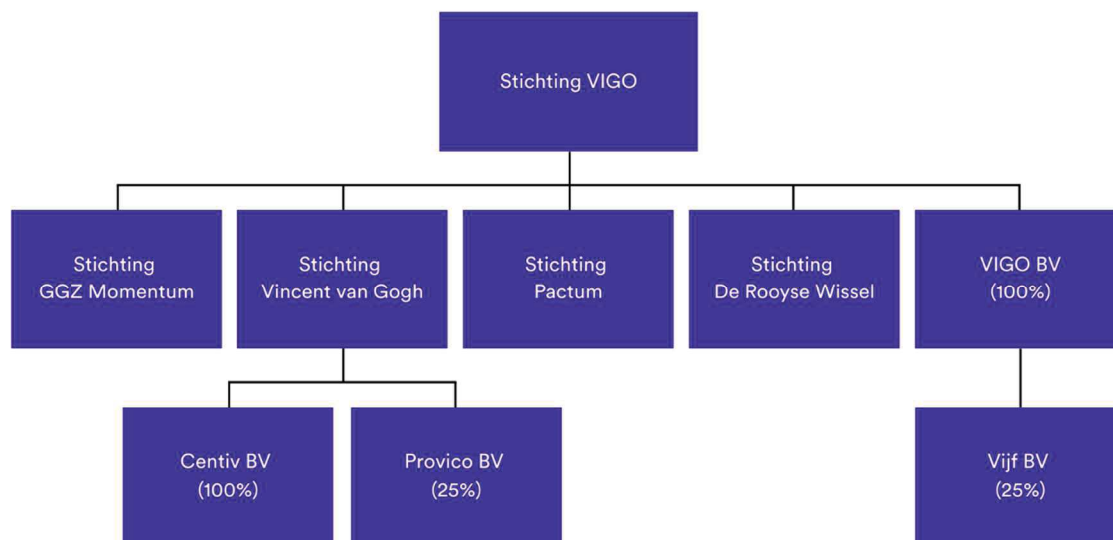 Stichting VIGO
Stichting
GGZ Momentum
Stichting
Vincent van Gogh
Stichting
Pactum
Stichting
De Rooyse Wissel
VIGO BV
(100%)
Centiv BV
(100%)
Provico BV
(25%)
Vijf BV
(25%)